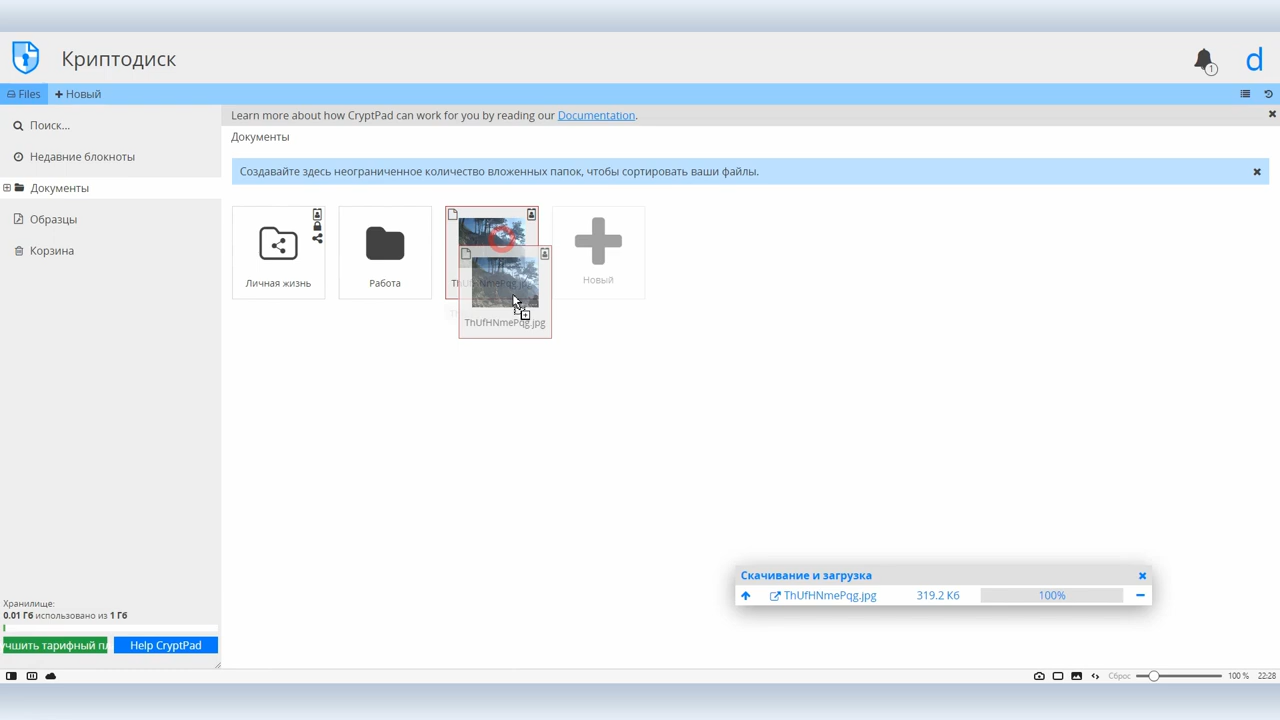 Криптодиск
1
d
Files
Новый
Learn more about how CryptPad can work for you by reading our Documentation.
Поиск...
Документы
Недавние блокноты
Создавайте здесь неограниченное количество вложенных папок, чтобы сортировать ваши файлы.
Документы
Образцы
Корзина
Личная жизнь
Работа
ThUfHNmePqg.jpg
Новый
ThUfHNmePqg.jpg
Скачивание и загрузка
ThUfHNmePqg.jpg 319.2 Кб 100%
Хранилище:
0.01 Гб использовано из 1 Гб
учшить тарифный п
Help CryptPad
Сброс 100 % 22:28